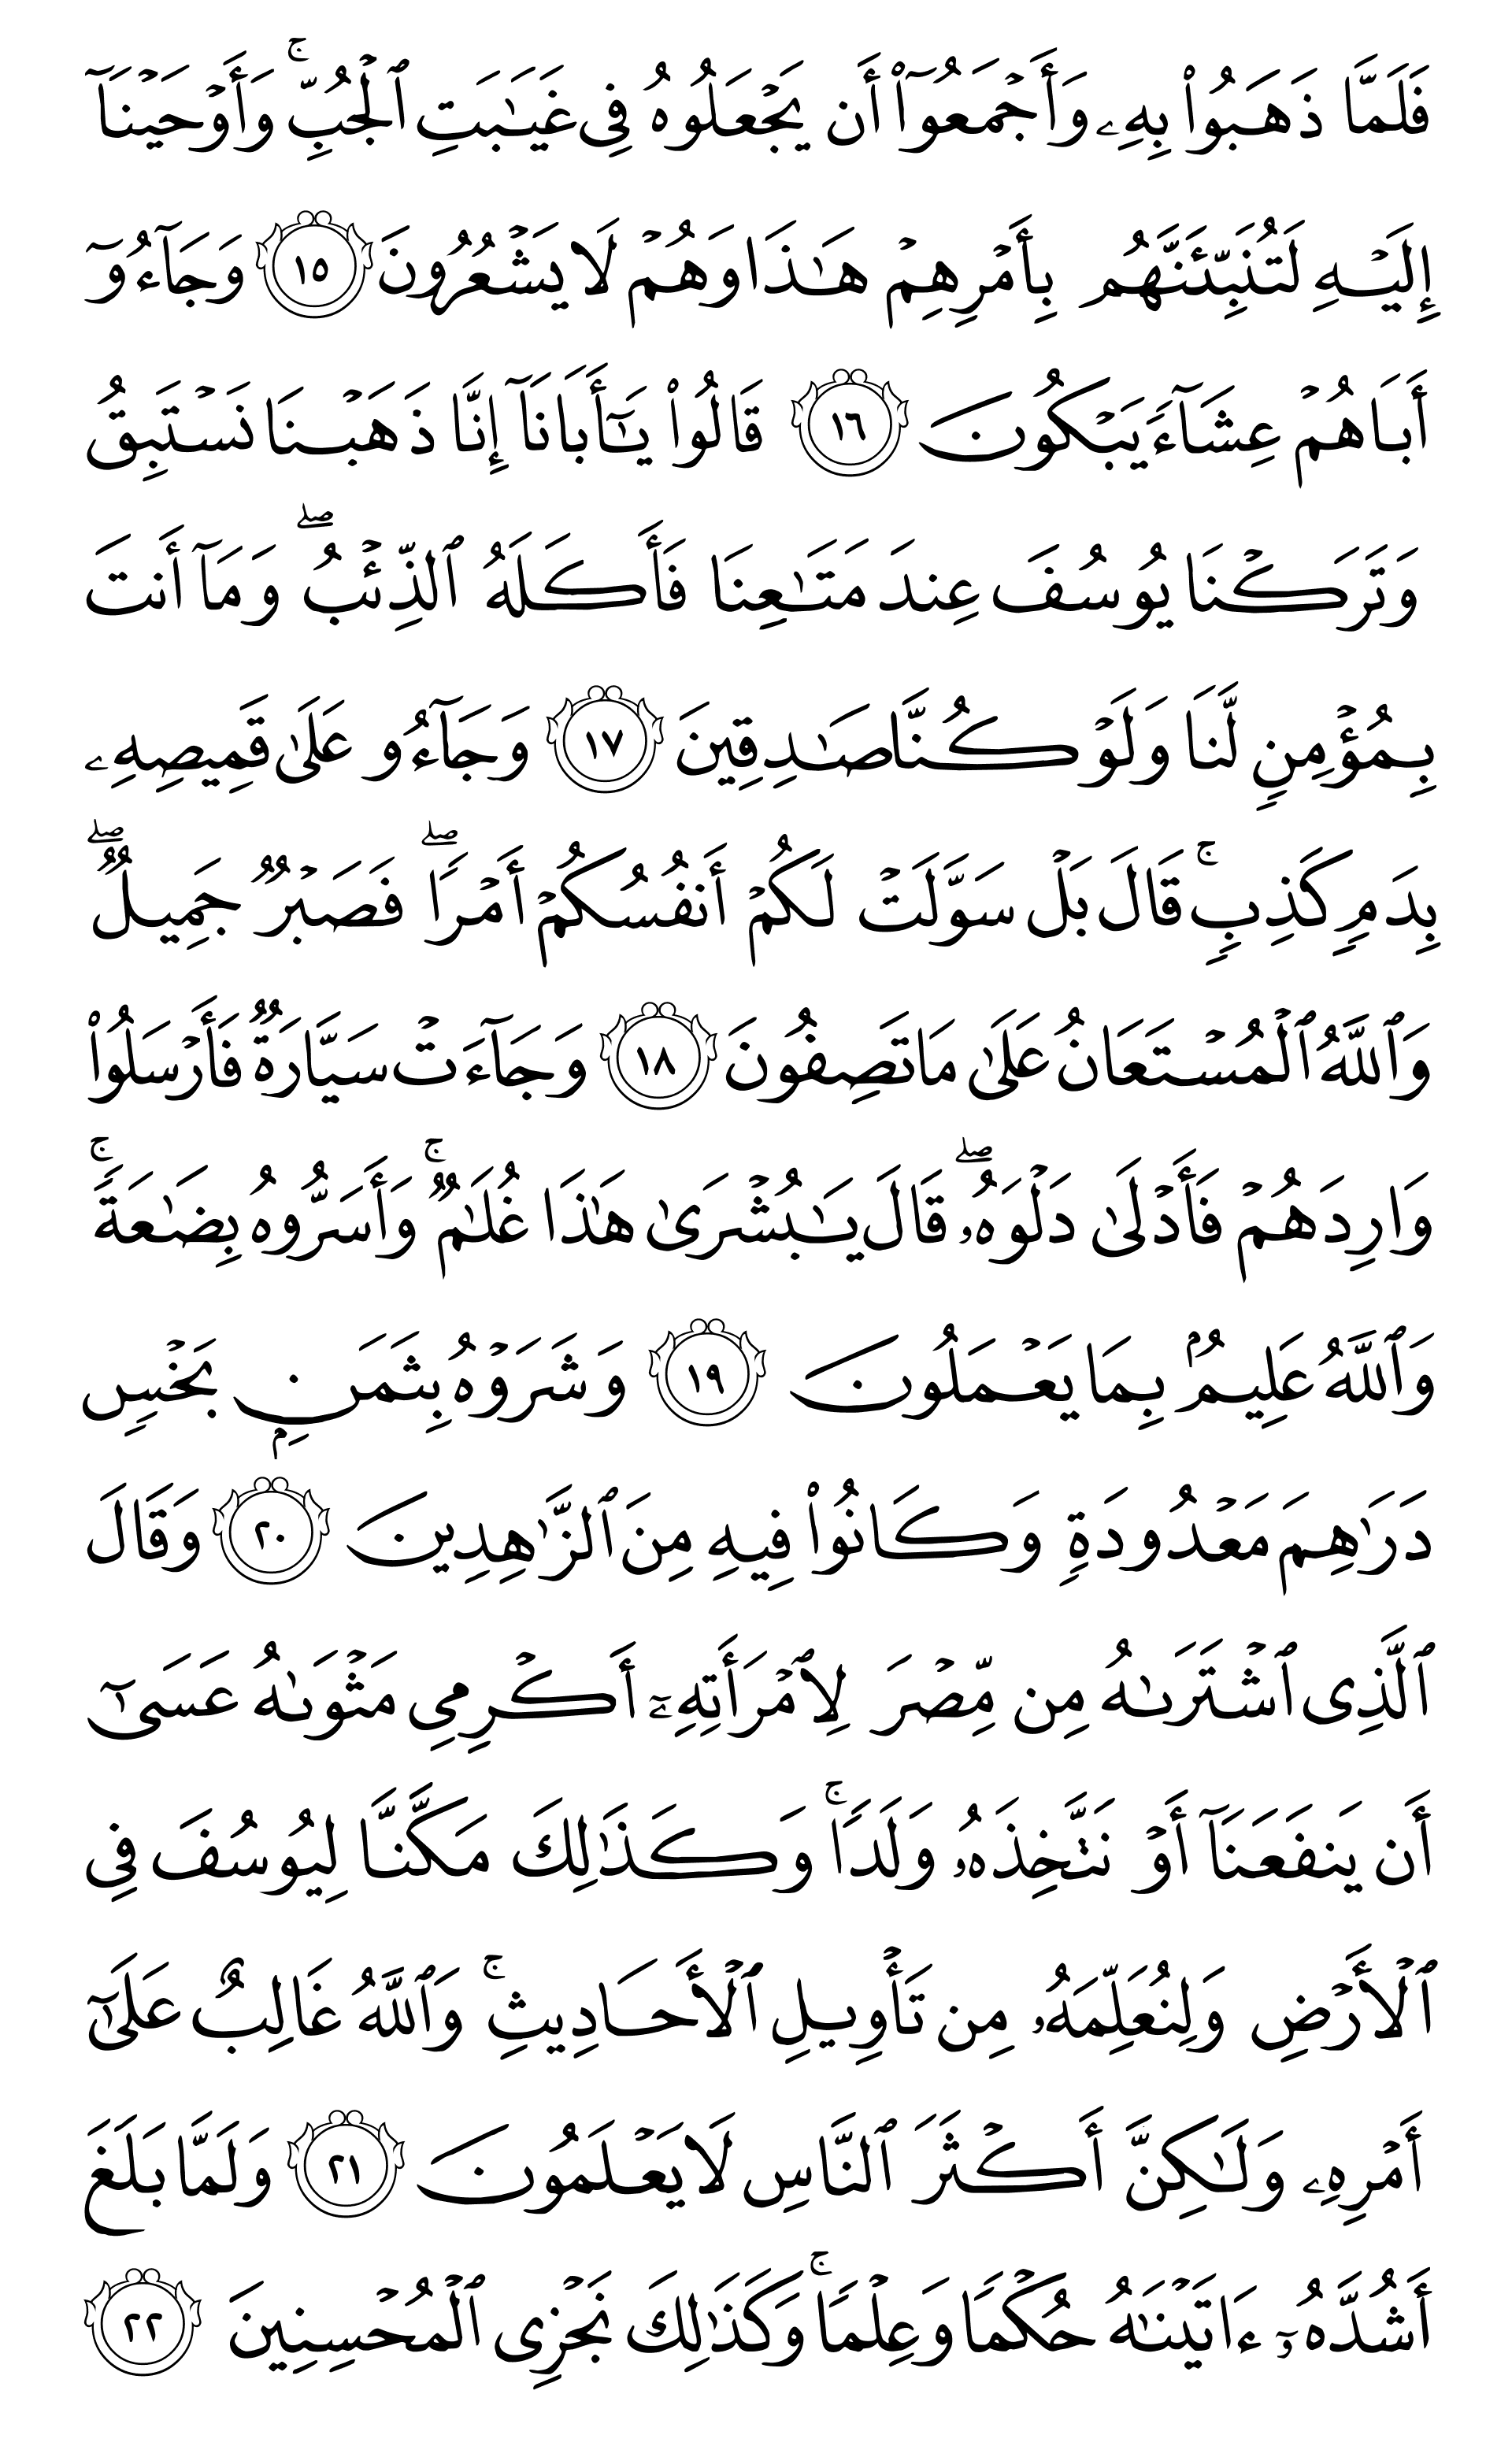 فَلَمَّا ذَهَبُوا۟ بِهِۦ وَأَجْمَعُوٓا۟ أَن يَجْعَلُوهُ فِى غَيَٰبَتِ ٱلْجُبِّ ۚ وَأَوْحَيْنَآ
إِلَيْهِ لَتُنَبِّئَنَّهُم بِأَمْرِهِمْ هَٰذَا وَهُمْ لَا يَشْعُرُونَ ١٥ وَجَآءُوٓ
أَبَاهُمْ عِشَآءً يَبْكُونَ ١٦ قَالُوا۟ يَٰٓأَبَانَآ إِنَّا ذَهَبْنَا نَسْتَبِقُ
وَتَرَكْنَا يُوسُفَ عِندَ مَتَٰعِنَا فَأَكَلَهُ ٱلذِّئْبُ ۖ وَمَآ أَنتَ
بِمُؤْمِنٍ لَّنَا وَلَوْ كُنَّا صَٰدِقِينَ ١٧ وَجَآءُو عَلَىٰ قَمِيصِهِۦ
بِدَمٍ كَذِبٍ ۚ قَالَ بَلْ سَوَّلَتْ لَكُمْ أَنفُسُكُمْ أَمْرًا ۖ فَصَبْرٌ جَمِيلٌ ۖ
وَٱللَّهُ ٱلْمُسْتَعَانُ عَلَىٰ مَا تَصِفُونَ ١٨ وَجَآءَتْ سَيَّارَةٌ فَأَرْسَلُوا۟
وَارِدَهُمْ فَأَدْلَىٰ دَلْوَهُۥ ۖ قَالَ يَٰبُشْرَىٰ هَٰذَا غُلَٰمٌ ۚ وَأَسَرُّوهُ بِضَٰعَةً ۚ
وَٱللَّهُ عَلِيمٌۢ بِمَا يَعْمَلُونَ ١٩ وَشَرَوْهُ بِثَمَنٍۭ بَخْسٍ
دَرَٰهِمَ مَعْدُودَةٍ وَكَانُوا۟ فِيهِ مِنَ ٱلزَّٰهِدِينَ ٢٠ وَقَالَ
ٱلَّذِى ٱشْتَرَىٰهُ مِن مِّصْرَ لِٱمْرَأَتِهِۦٓ أَكْرِمِى مَثْوَىٰهُ عَسَىٰٓ
أَن يَنفَعَنَآ أَوْ نَتَّخِذَهُۥ وَلَدًا ۚ وَكَذَٰلِكَ مَكَّنَّا لِيُوسُفَ فِى
ٱلْأَرْضِ وَلِنُعَلِّمَهُۥ مِن تَأْوِيلِ ٱلْأَحَادِيثِ ۚ وَٱللَّهُ غَالِبٌ عَلَىٰٓ
أَمْرِهِۦ وَلَٰكِنَّ أَكْثَرَ ٱلنَّاسِ لَا يَعْلَمُونَ ٢١ وَلَمَّا بَلَغَ
أَشُدَّهُۥٓ ءَاتَيْنَٰهُ حُكْمًا وَعِلْمًا ۚ وَكَذَٰلِكَ نَجْزِى ٱلْمُحْسِنِينَ ٢٢